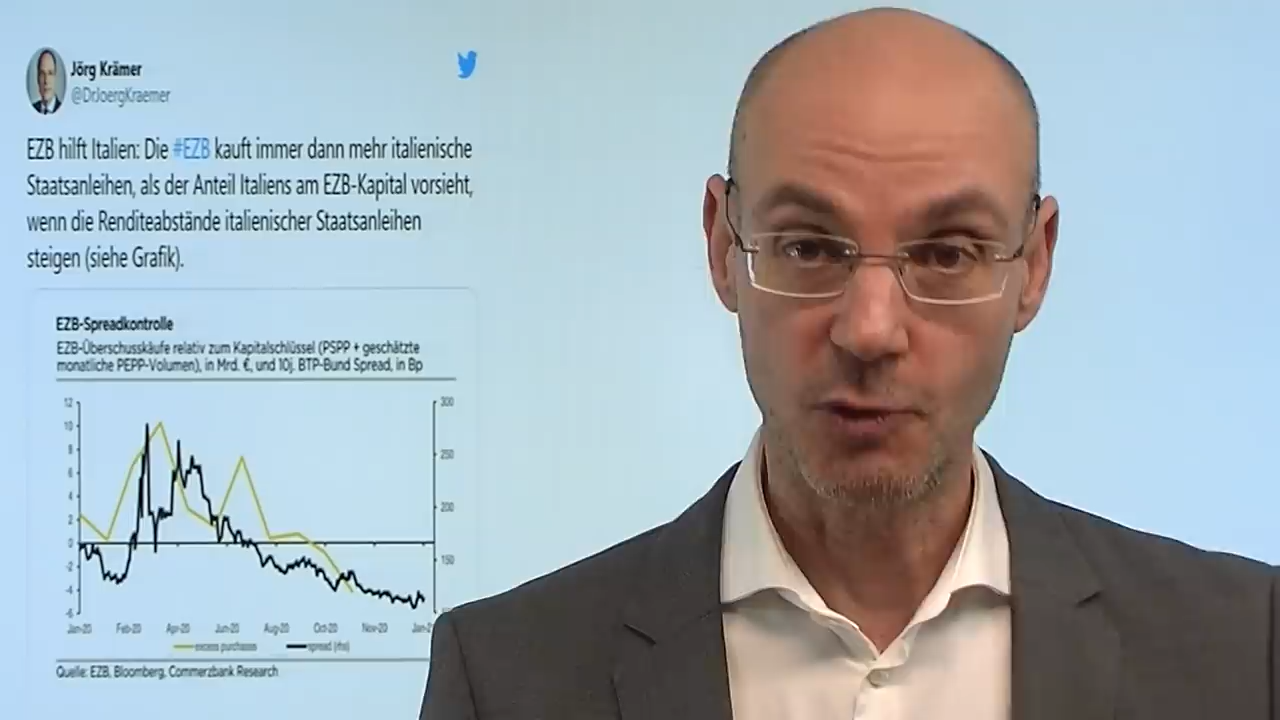 Jörg Krämer
@DrJoergKraemer
EZB hilft Italien: Die #EZB kauft immer dann mehr italienische
Staatsanleihen, als der Anteil Italiens am EZB-Kapital vorsieht,
wenn die Renditeabstände italienischer Staatsanleihen
steigen (siehe Grafik).
EZB-Spreadkontrolle
EZB-Überschusskäufe relativ zum Kapitalschlüssel (PSPP + geschätzte
monatliche PEPP-Volumen), in Mrd. €, und 10j. BTP-Bund Spread, in Bp
12 300
10
8 250
6
4 200
2
0 150
-2
-4
-6
Jan-20 Feb-20 Apr-20 Jun-20 Aug-20 Oct-20 Nov-20
excess purchases spread (rhs)
Quelle: EZB, Bloomberg, Commerzbank Research